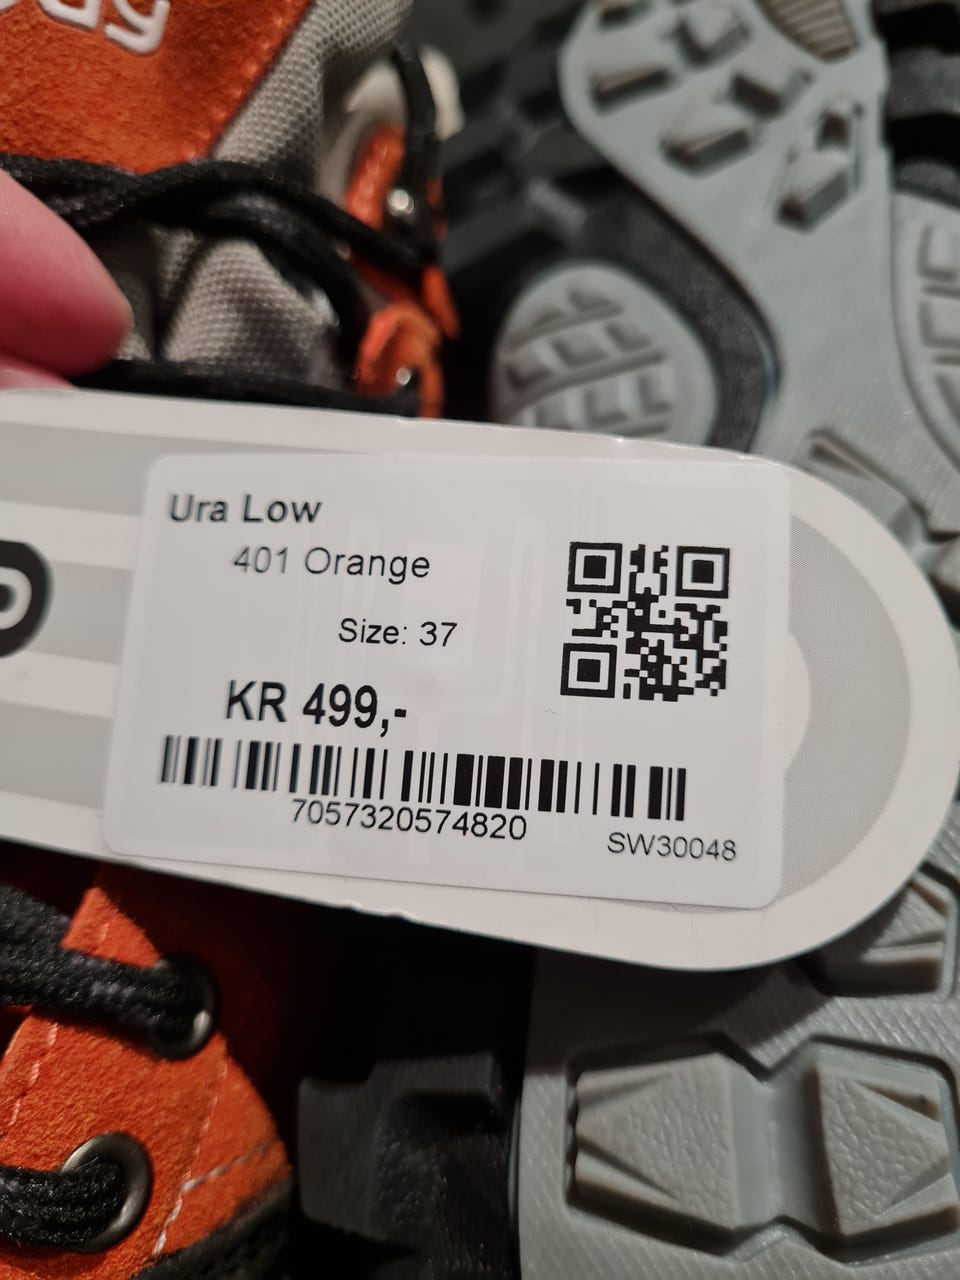 Ura Low
401 Orange
Size: 37
KR 499,-
7057320574820
SW30048